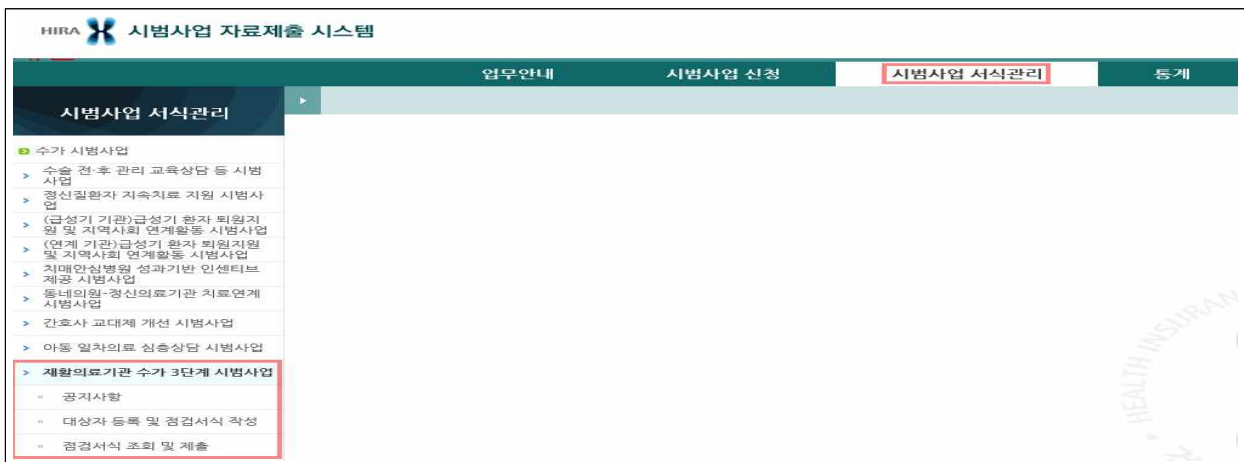 HIRA 시범사업 자료제출 시스템
업무안내 시범사업 신청 시범사업 서식관리 통계
시범사업 서식관리
수가 시범사업
수술 전·후 관리 교육상담 등 시범
사업
정신질환자 지속치료 지원 시범사
업
(급성기 기관)급성기 환자 퇴원지
원 및 지역사회 연계활동 시범사업
(연계 기관)급성기 환자 퇴원지원
및 지역사회 연계활동 시범사업
치매안심병원 성과기반 인센티브
제공 시범사업
동네의원-정신의료기관 치료연계
시범사업
간호사 교대제 개선 시범사업
아동 일차의료 심층상담 시범사업
재활의료기관 수가 3단계 시범사업
공지사항
대상자 등록 및 점검서식 작성
점검서식 조회 및 제출
HEALTH INSURAN